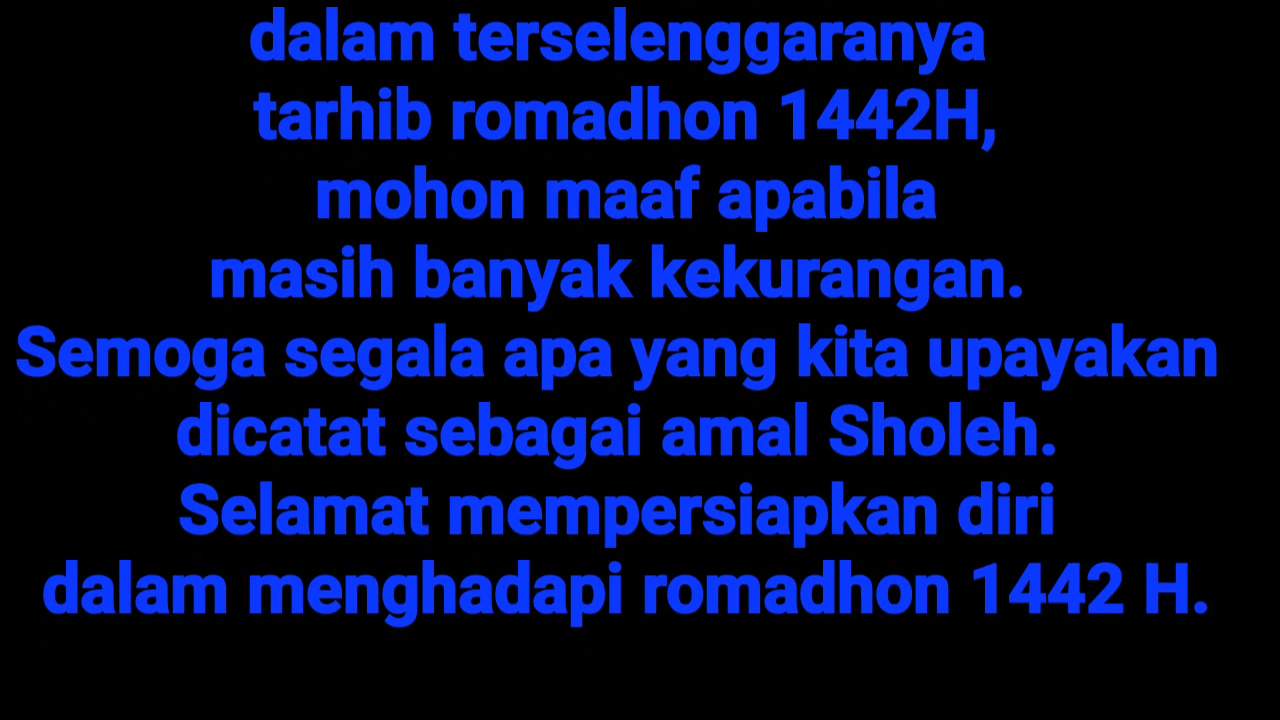 dalam terselenggaranya
tarhib romadhon 1442H,
mohon maaf apabila
masih banyak kekurangan.
Semoga segala apa yang kita upayakan
dicatat sebagai amal Sholeh.
Selamat mempersiapkan diri
dalam menghadapi romadhon 1442 H.